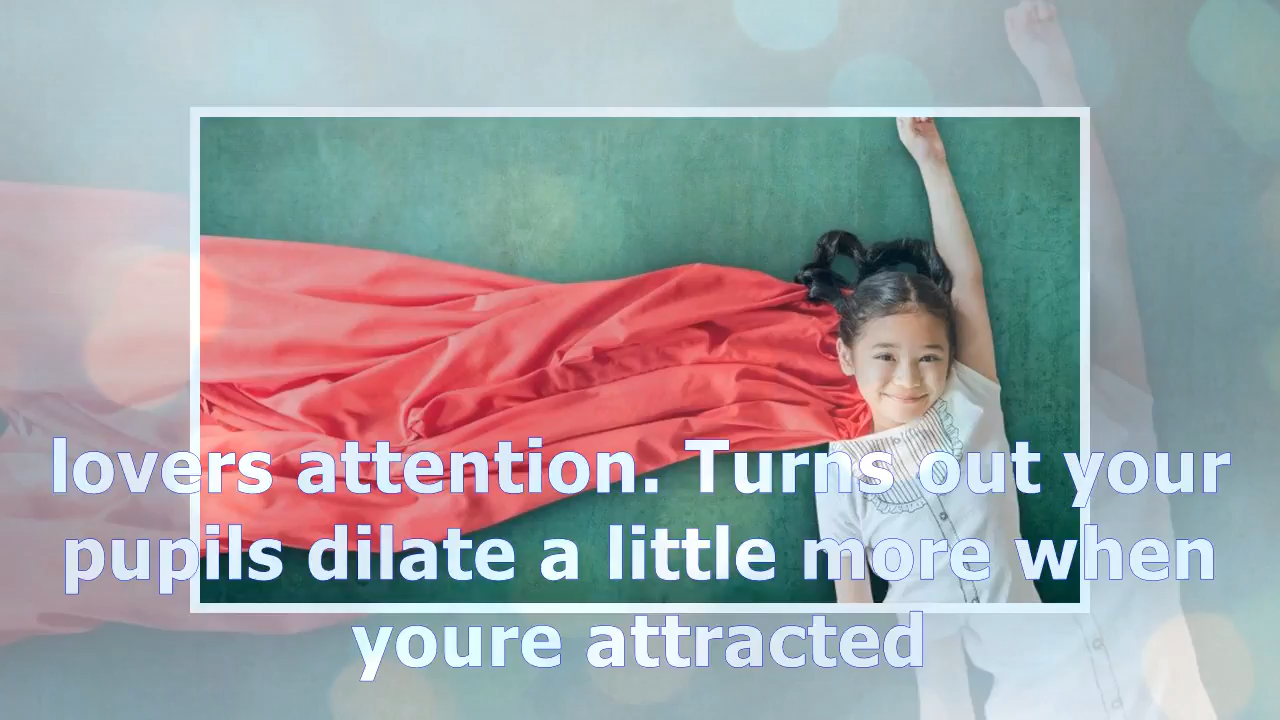 lovers attention. Turns out your
pupils dilate a little more when
youre attracted